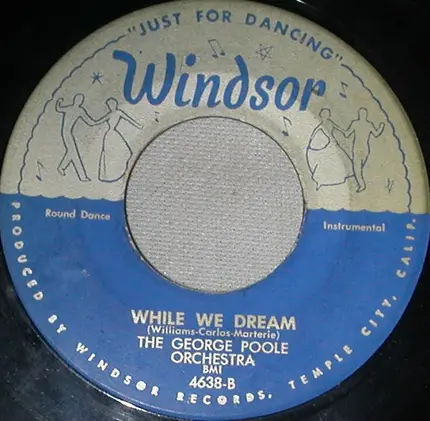 "JUST FOR DANCING"
Windsor
Round Dance
Instrumental
WHILE WE DREAM
(Williams-Carlos-Marterie)
THE GEORGE POOLE
ORCHESTRA
BMI
4638-B
PRODUCED BY WINDSOR RECORDS, TEMPLE CITY, CALIF.